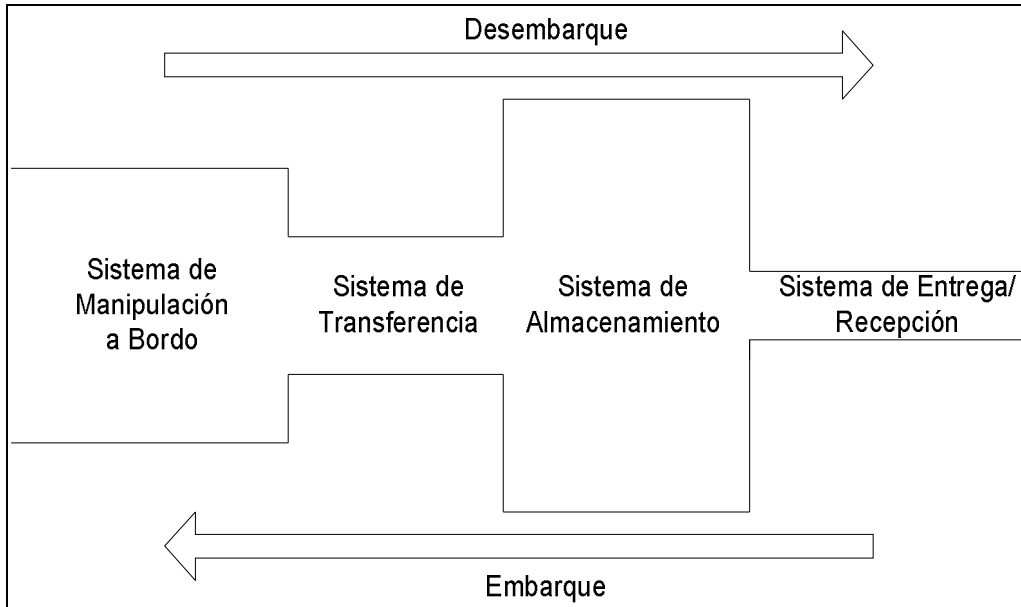 Desembarque
Sistema de
Manipulación
a Bordo
Sistema de
Transferencia
Sistema de
Almacenamiento
Sistema de Entrega/
Recepción
Embarque